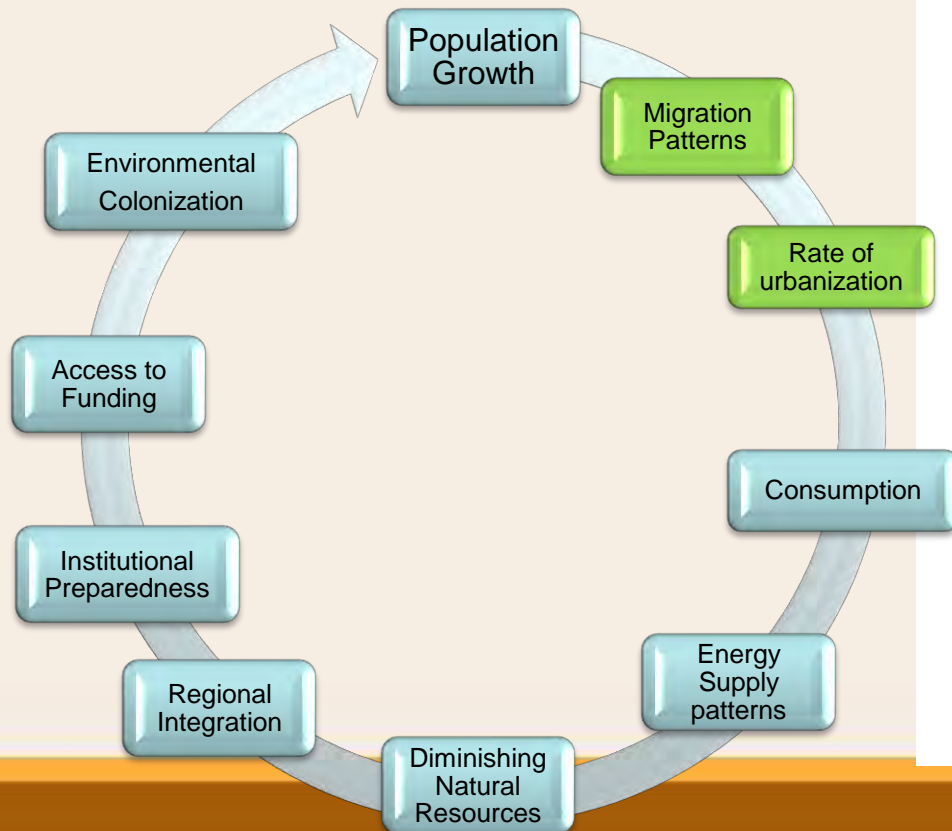 Population
Growth
Migration
Patterns
Rate of
urbanization
Consumption
Energy
Supply
patterns
Diminishing
Natural
Resources
Regional
Integration
Institutional
Preparedness
Access to
Funding
Environmental
Colonization